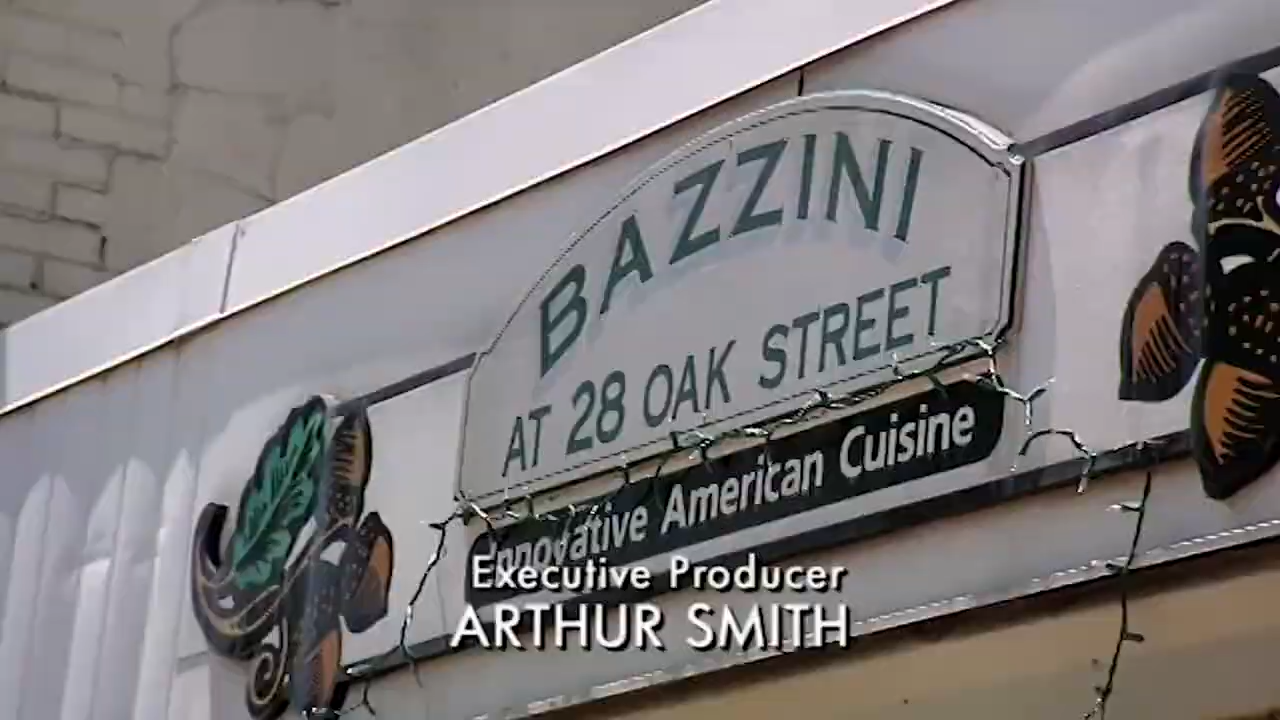 BAZZINI
AT 28 OAK STREET
Innovative American Cuisine
Executive Producer
ARTHUR SMITH